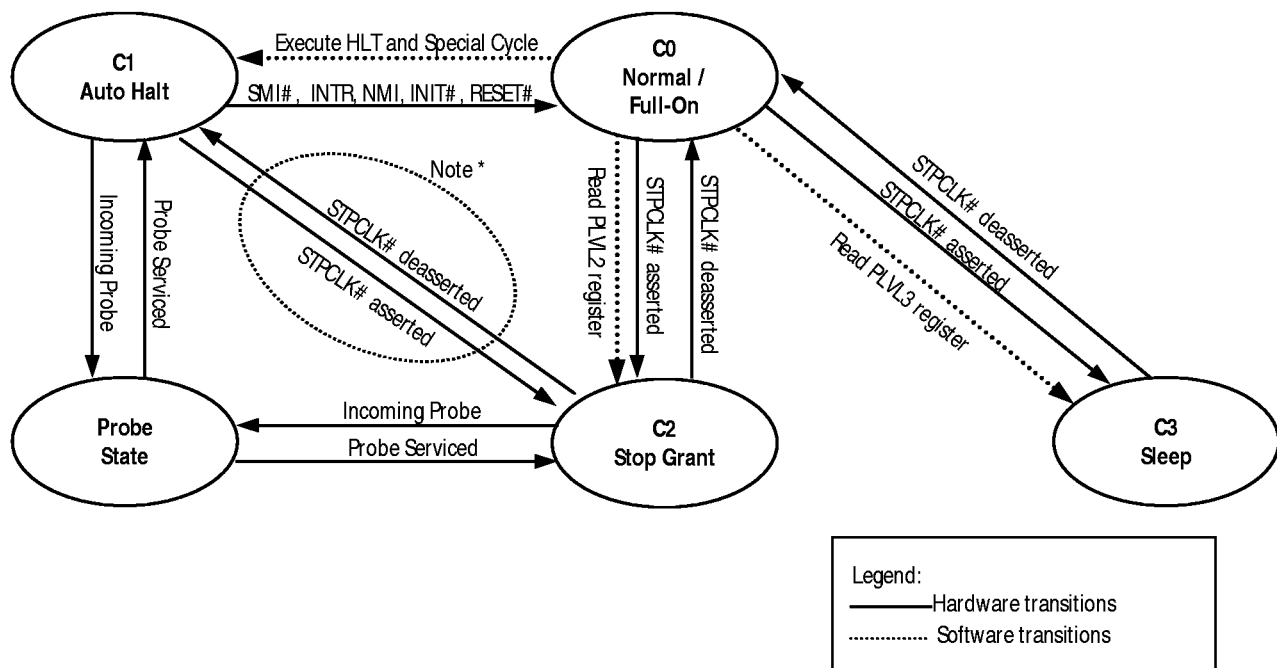 C1
Auto Halt
Execute HLT and Special Cycle
C0
Normal /
Full-On
SMI# , INTR, NMI, INIT# , RESET#
Note *
STPCLK# deasserted
STPCLK# asserted
Incoming Probe
Probe Serviced
Read PLVL2 register
STPCLK# asserted
STPCLK# deasserted
STPCLK# deasserted
STPCLK# asserted
Read PLVL3 register
Probe
State
Incoming Probe
Probe Serviced
C2
Stop Grant
C3
Sleep
Legend:
Hardware transitions
Software transitions